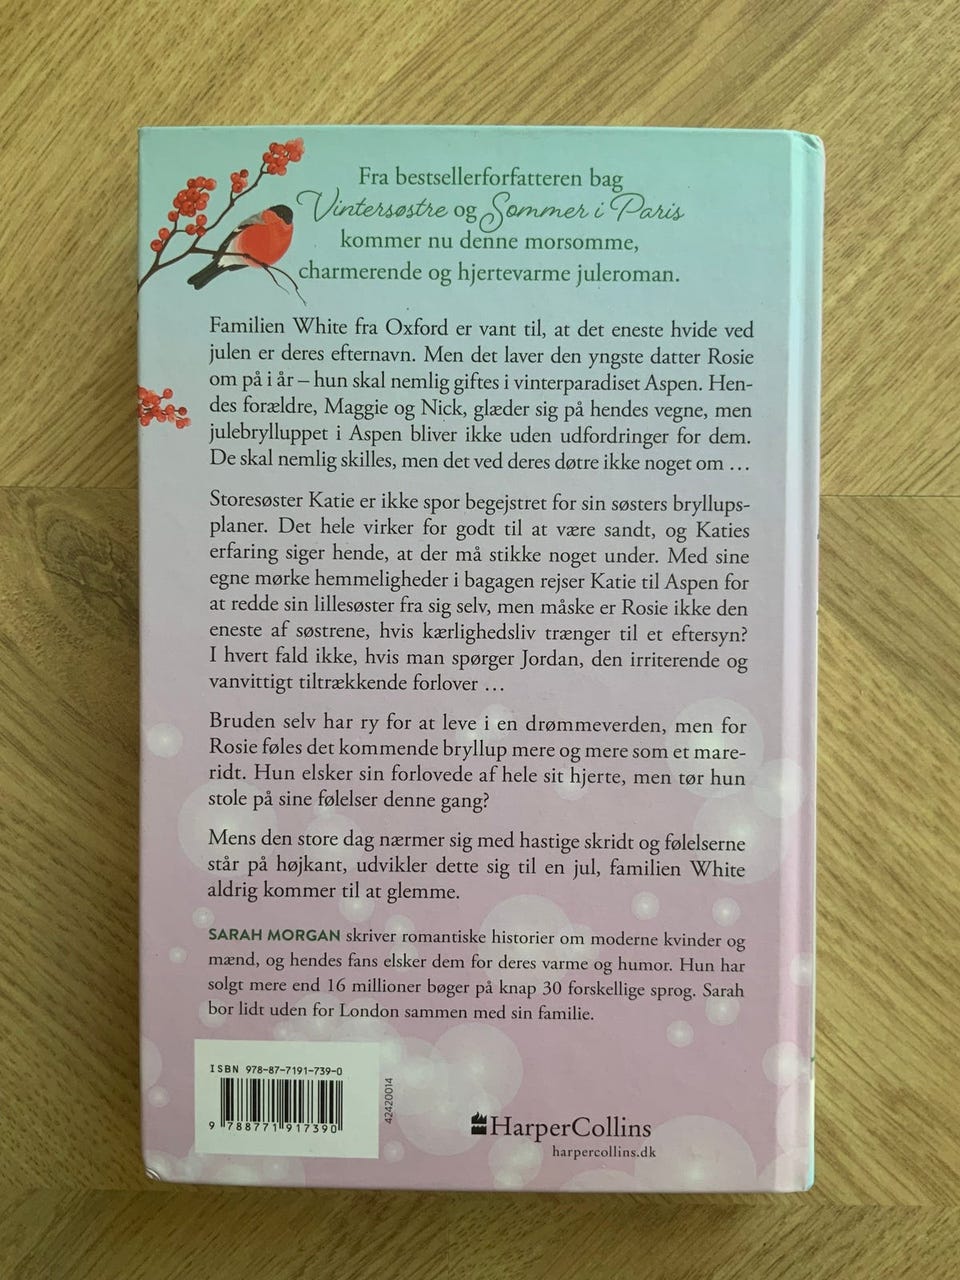 Fra bestsellerforfatteren bag
Vintersøstre og Sommer i Paris
kommer nu denne morsomme,
charmerende og hjertevarme juleroman.
Familien White fra Oxford er vant til, at det eneste hvide ved
julen er deres efternavn. Men det laver den yngste datter Rosie
om på i år – hun skal nemlig giftes i vinterparadiset Aspen. Hen-
des forældre, Maggie og Nick, glæder sig på hendes vegne, men
julebrylluppet i Aspen bliver ikke uden udfordringer for dem.
De skal nemlig skilles, men det ved deres døtre ikke noget om …
Storesøster Katie er ikke spor begejstret for sin søsters bryllups-
planer. Det hele virker for godt til at være sandt, og Katies
erfaring siger hende, at der må stikke noget under. Med sine
egne mørke hemmeligheder i bagagen rejser Katie til Aspen for
at redde sin lillesøster fra sig selv, men måske er Rosie ikke den
eneste af søstrene, hvis kærlighedsliv trænger til et eftersyn?
I hvert fald ikke, hvis man spørger Jordan, den irriterende og
vanvittigt tiltrækkende forlover …
Bruden selv har ry for at leve i en drømmeverden, men for
Rosie føles det kommende bryllup mere og mere som et mare-
ridt. Hun elsker sin forlovede af hele sit hjerte, men tør hun
stole på sine følelser denne gang?
Mens den store dag nærmer sig med hastige skridt og følelserne
står på højkant, udvikler dette sig til en jul, familien White
aldrig kommer til at glemme.
SARAH MORGAN skriver romantiske historier om moderne kvinder og
mænd, og hendes fans elsker dem for deres varme og humor. Hun har
solgt mere end 16 millioner bøger på knap 30 forskellige sprog. Sarah
bor lidt uden for London sammen med sin familie.
ISBN 978-87-7191-739-0
9 788771 917390
42420014
HarperCollins
harpercollins.dk